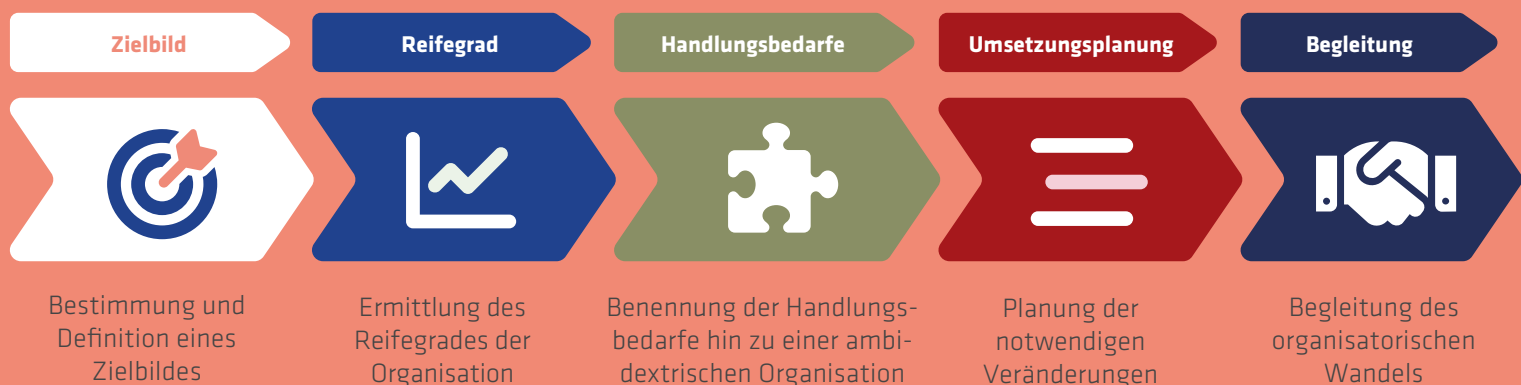 Zielbild
Reifegrad
Handlungsbedarfe
Umsetzungsplanung
Begleitung
Bestimmung und
Definition eines
Zielbildes
Ermittlung des
Reifegrades der
Organisation
Benennung der Handlungs-
bedarfe hin zu einer ambi-
dextrischen Organisation
Planung der
notwendigen
Veränderungen
Begleitung des
organisatorischen
Wandels